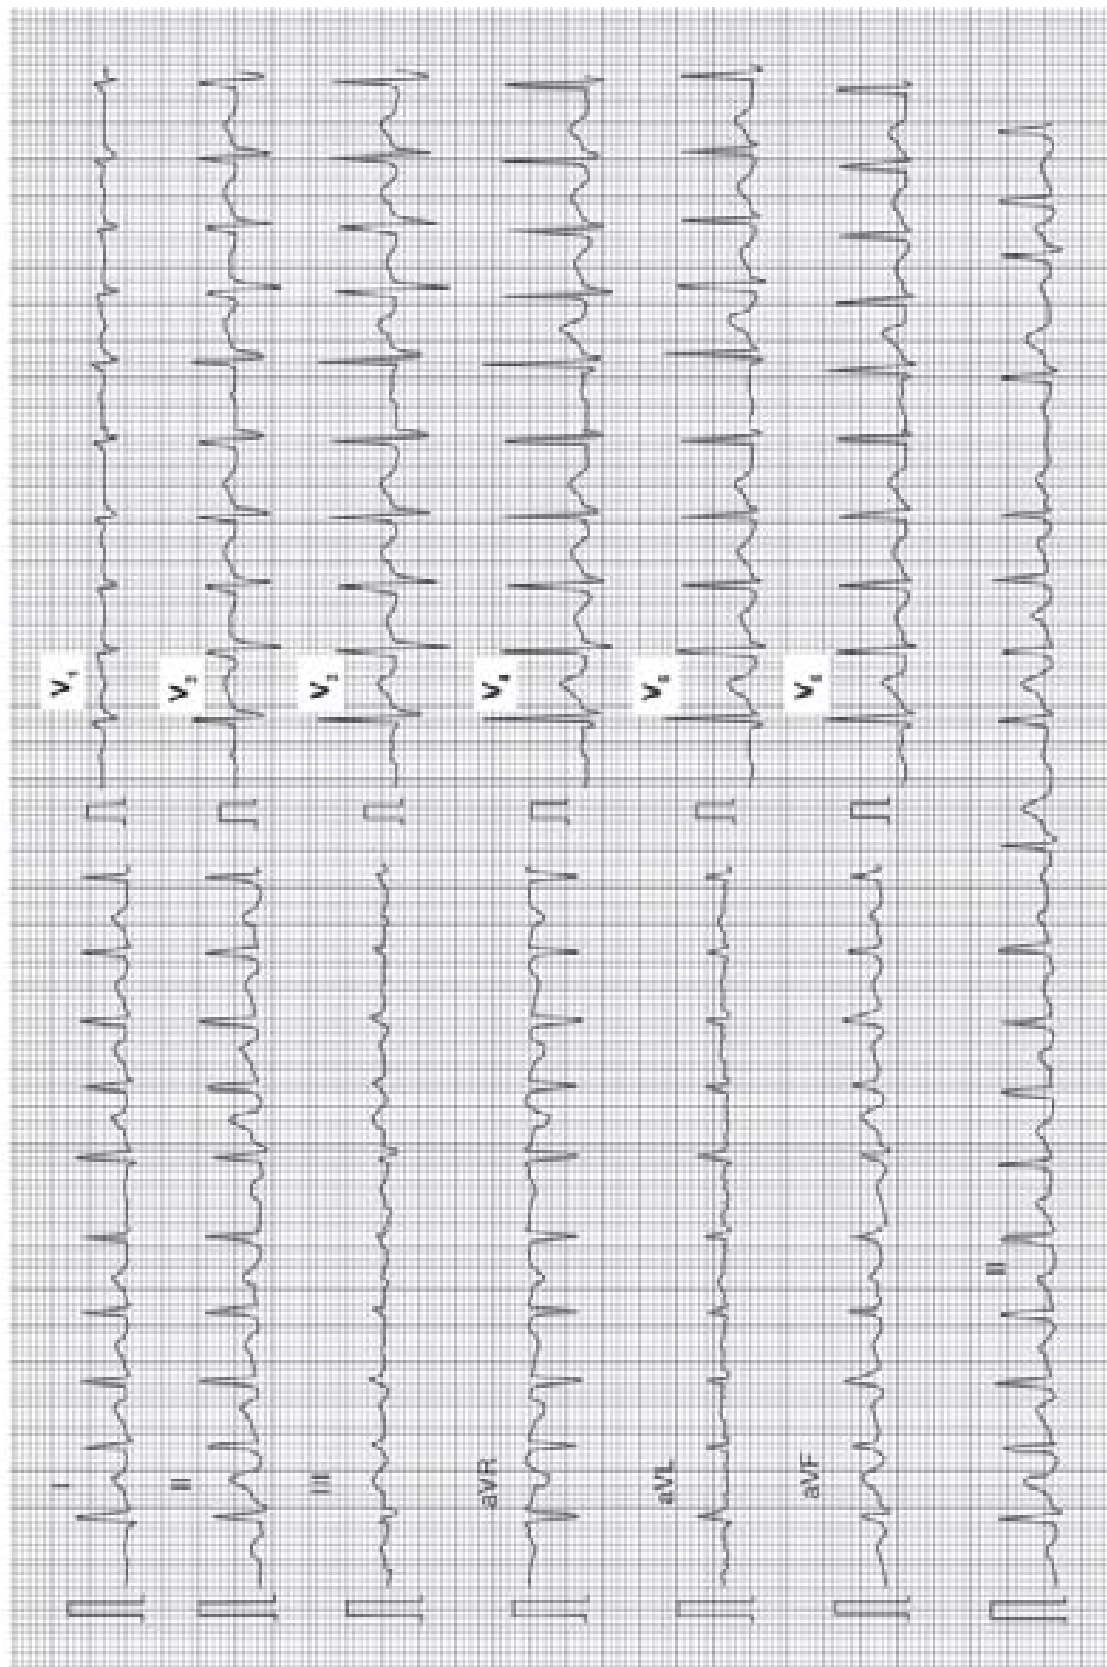 I V₁
II V₂
III V₃
aVR V₄
aVL V₅
aVF V₆
II